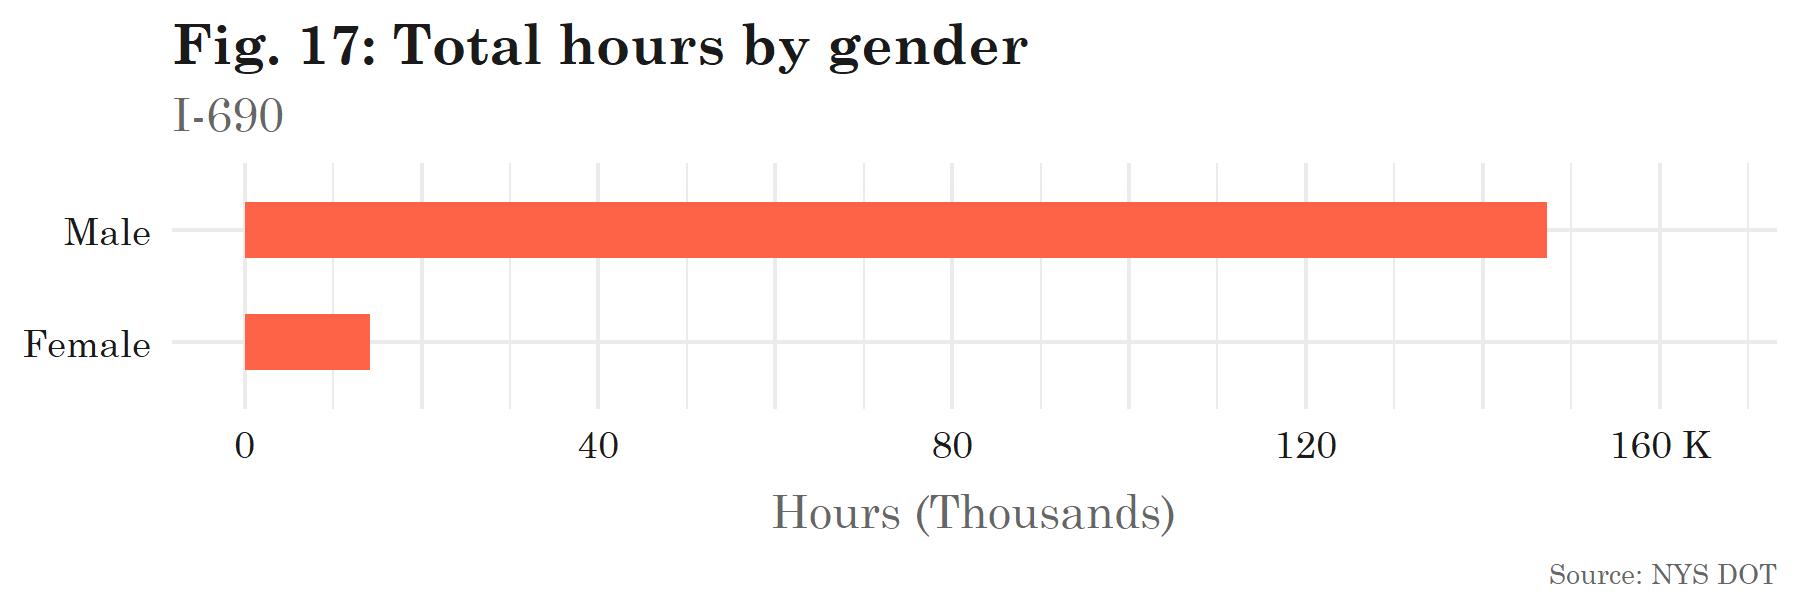 Fig. 17: Total hours by gender
I-690
Male
Female
0 40 80 120 160 K
Hours (Thousands)
Source: NYS DOT